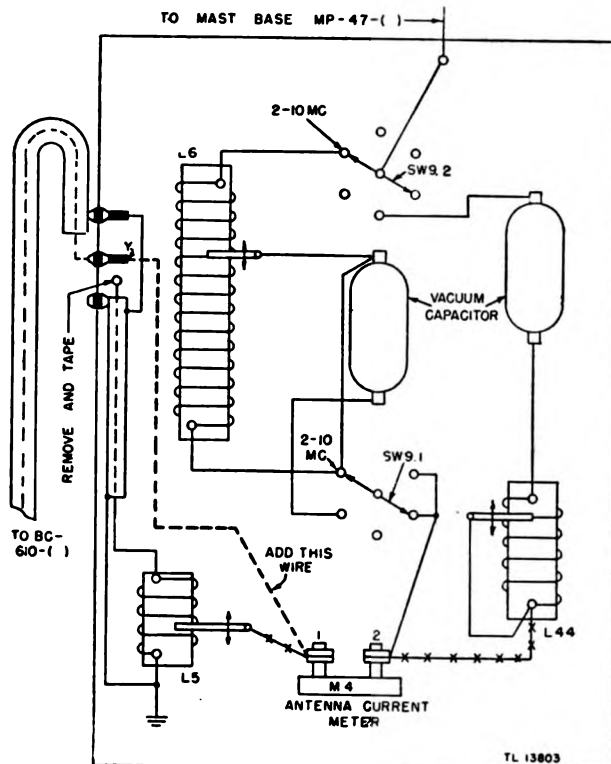 TO MAST BASE MP-47-( )
2-10 MC
L6
SW9.2
Y
VACUUM
CAPACITOR
REMOVE AND TAPE
2-10
MC
SW9.1
TO BC-
610-( )
ADD THIS
WIRE
L44
1
2
L5
M4
ANTENNA CURRENT
METER
TL 13803